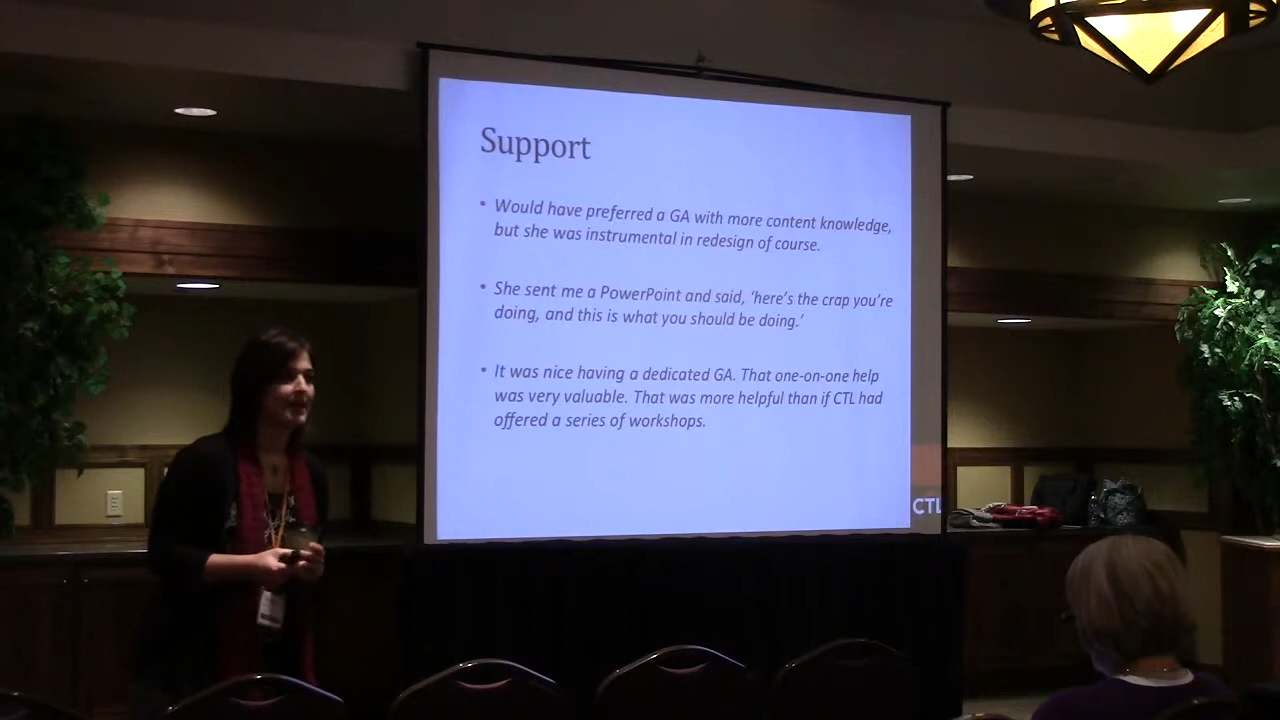 Support
• Would have preferred a GA with more content knowledge,
but she was instrumental in redesign of course.
• She sent me a PowerPoint and said, ‘here’s the crap you’re
doing, and this is what you should be doing.’
• It was nice having a dedicated GA. That one-on-one help
was very valuable. That was more helpful than if CTL had
offered a series of workshops.
CTL